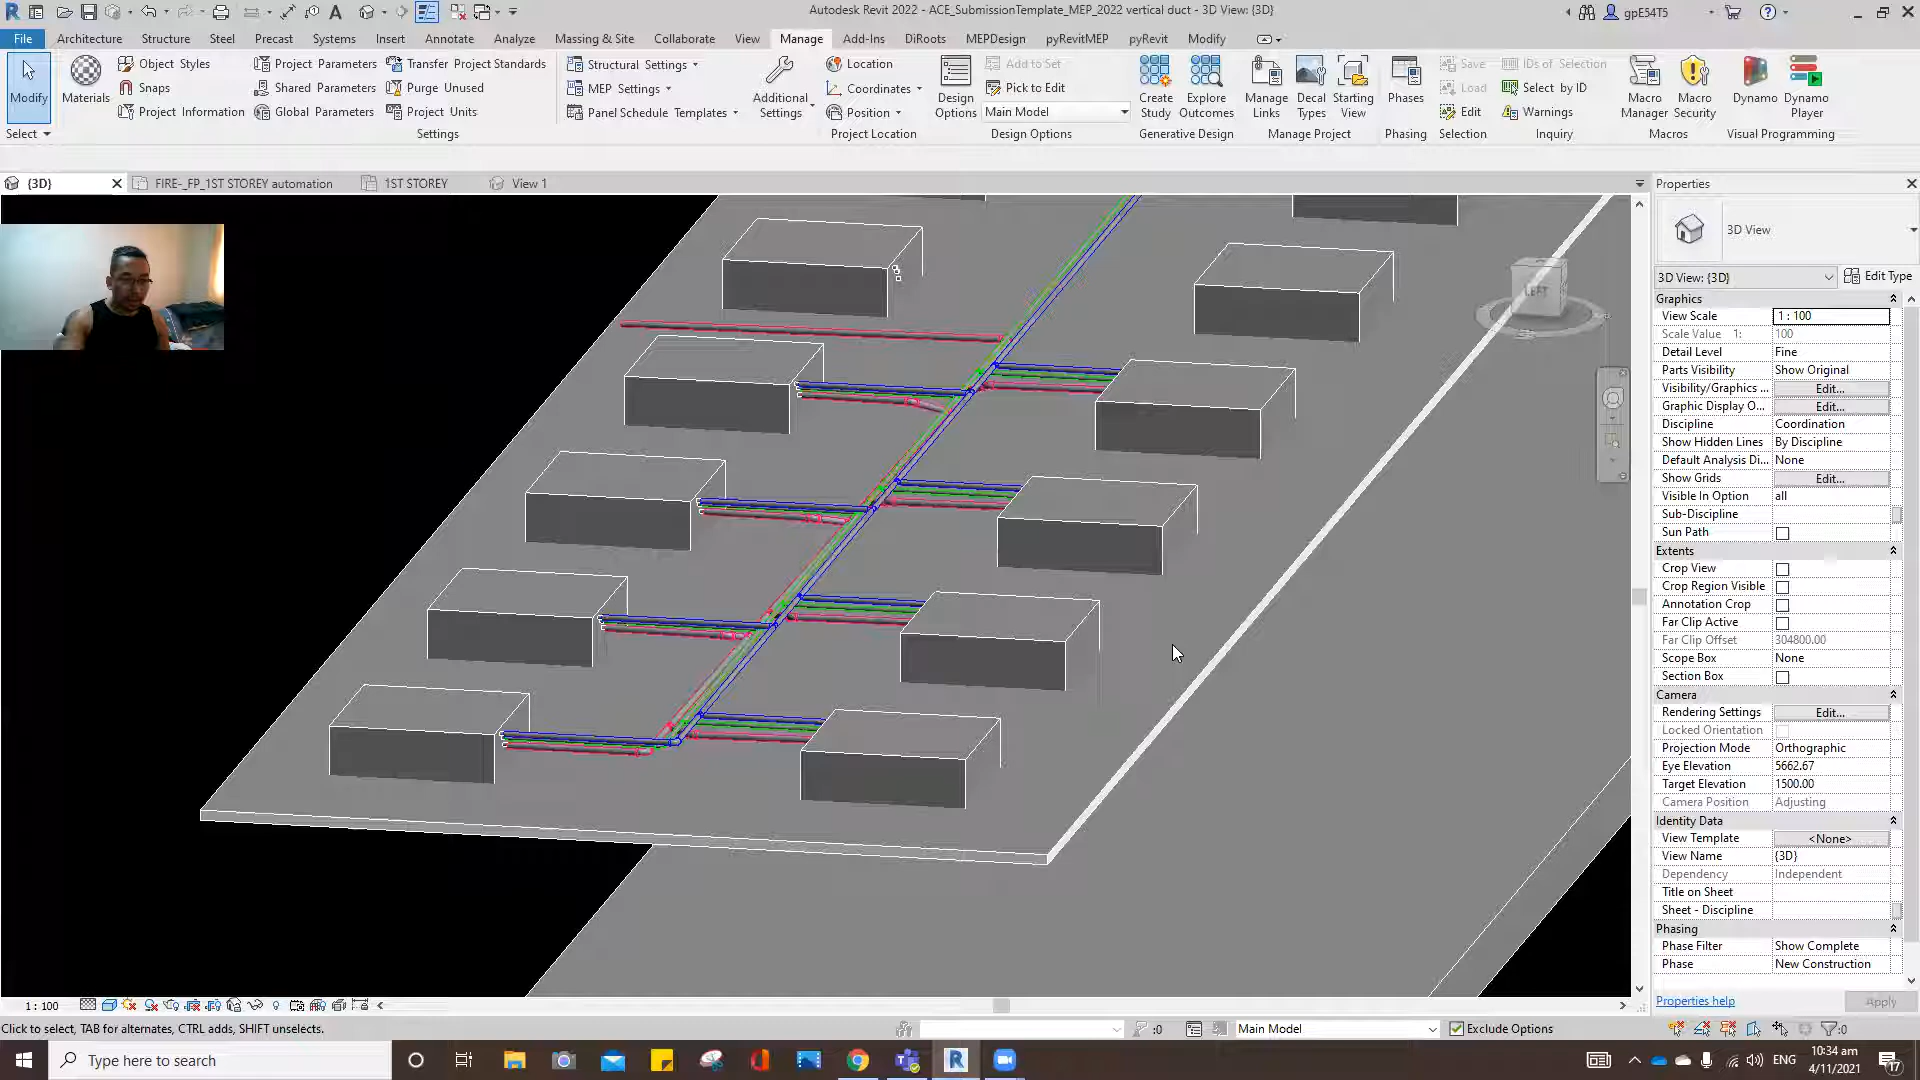 Autodesk Revit 2022 - ACE_SubmissionTemplate_MEP_2022 vertical duct - 3D View: {3D}
gpE54T5
File Architecture Structure Steel Precast Systems Insert Annotate Analyze Massing & Site Collaborate View Manage Add-Ins DiRoots MEPDesign pyRevitMEP pyRevit Modify
Modify
Select
Materials
Object Styles
Snaps
Project Information
Project Parameters
Shared Parameters
Global Parameters
Transfer Project Standards
Purge Unused
Project Units
Settings
Structural Settings
MEP Settings
Panel Schedule Templates
Additional Settings
Location
Coordinates
Position
Project Location
Design Options
Add to Set
Pick to Edit
Main Model
Design Options
Create Study
Explore Outcomes
Generative Design
Manage Links
Decal Types
Starting View
Manage Project
Phases
Phasing
Save
Load
Edit
Selection
IDs of Selection
Select by ID
Warnings
Inquiry
Macro Manager
Macro Security
Macros
Dynamo
Dynamo Player
Visual Programming
{3D}
FIRE-_FP_1ST STOREY automation
1ST STOREY
View 1
LEFT
Properties
3D View
3D View: {3D}
Edit Type
Graphics
View Scale 1 : 100
Scale Value 1: 100
Detail Level Fine
Parts Visibility Show Original
Visibility/Graphics ... Edit...
Graphic Display O... Edit...
Discipline Coordination
Show Hidden Lines By Discipline
Default Analysis Di... None
Show Grids Edit...
Visible In Option all
Sub-Discipline
Sun Path
Extents
Crop View
Crop Region Visible
Annotation Crop
Far Clip Active
Far Clip Offset 304800.00
Scope Box None
Section Box
Camera
Rendering Settings Edit...
Locked Orientation
Projection Mode Orthographic
Eye Elevation 5662.67
Target Elevation 1500.00
Camera Position Adjusting
Identity Data
View Template <None>
View Name {3D}
Dependency Independent
Title on Sheet
Sheet - Discipline
Phasing
Phase Filter Show Complete
Phase New Construction
Properties help
Apply
1 : 100
Click to select, TAB for alternates, CTRL adds, SHIFT unselects.
:0
Main Model
Exclude Options
:0
Type here to search
ENG
10:34 am
4/11/2021
17